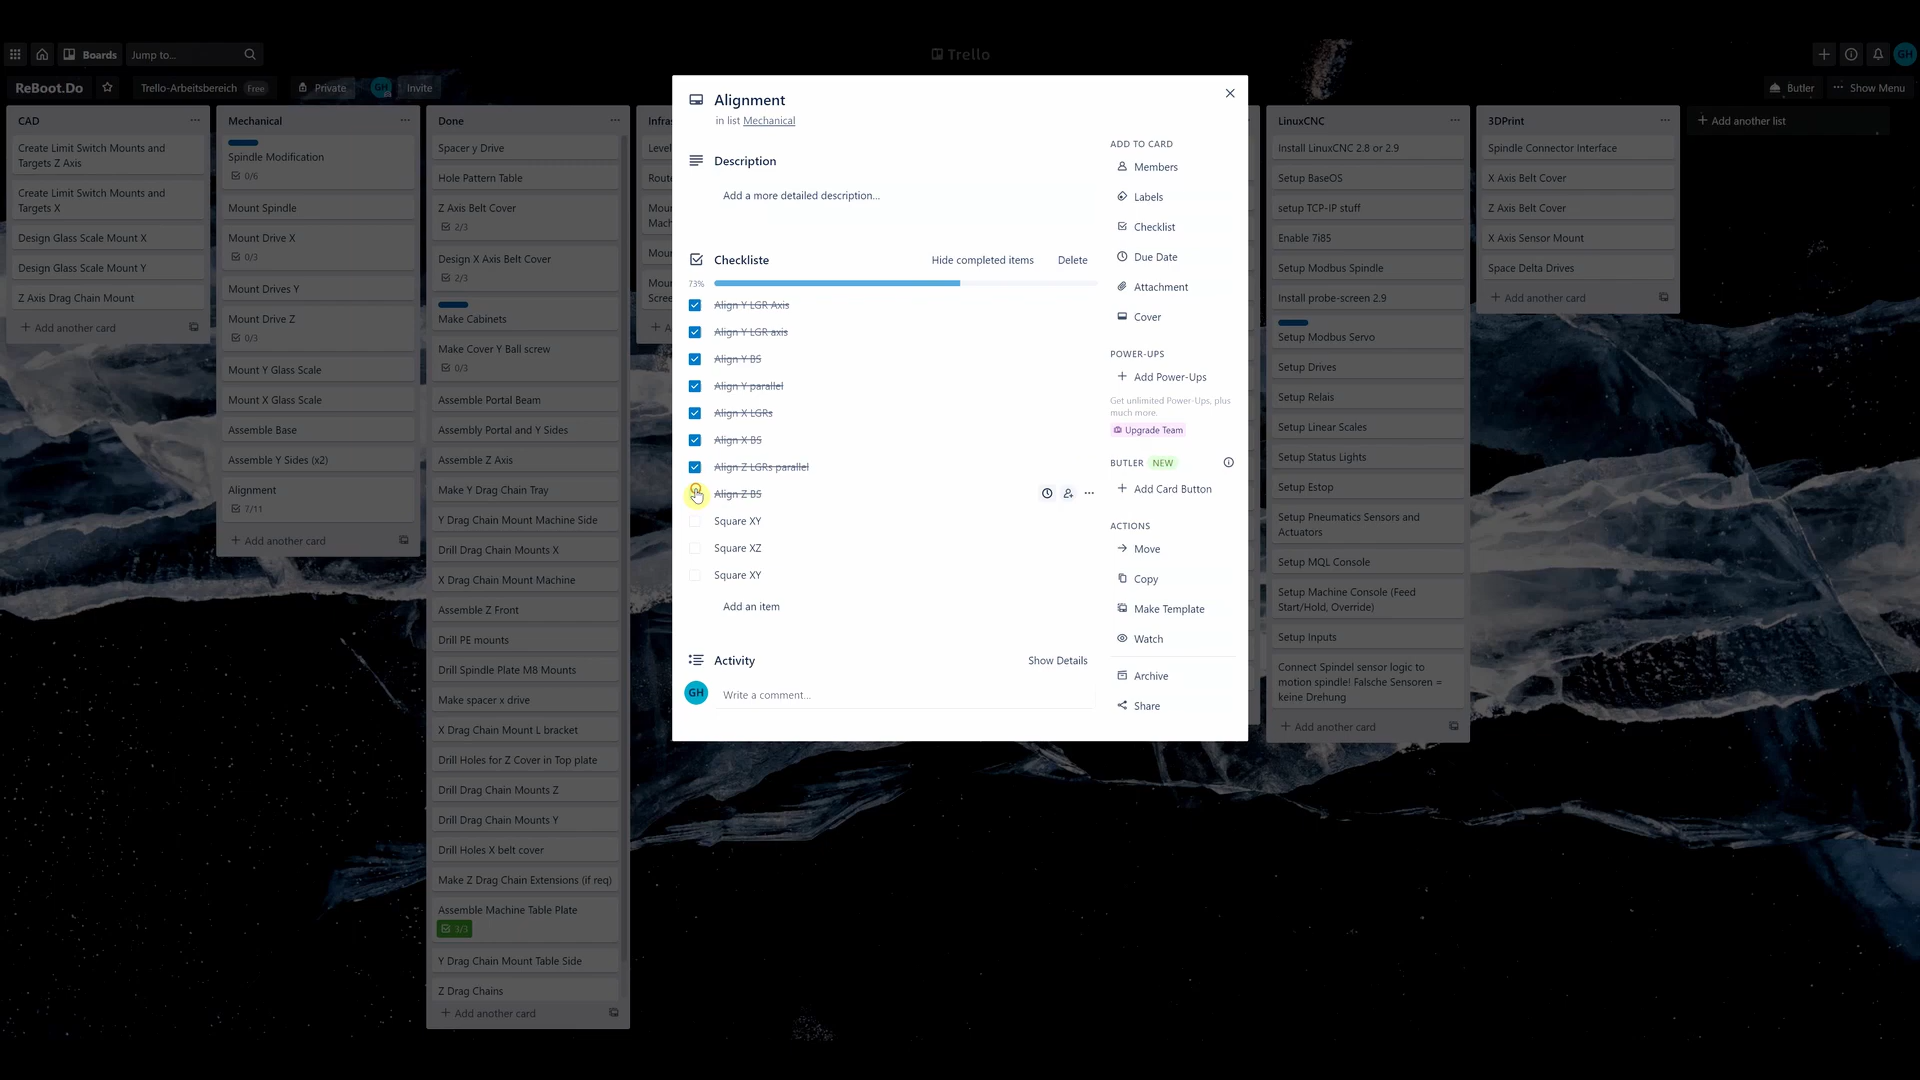 Boards
Jump to...
Trello
GH
ReBoot.Do
Trello-Arbeitsbereich Free
Private
GH
Invite
Butler
Show Menu
CAD
Create Limit Switch Mounts and
Targets Z Axis
Create Limit Switch Mounts and
Targets X
Design Glass Scale Mount X
Design Glass Scale Mount Y
Z Axis Drag Chain Mount
Add another card
Mechanical
Spindle Modification
0/6
Mount Spindle
Mount Drive X
0/3
Mount Drives Y
Mount Drive Z
0/3
Mount Y Glass Scale
Mount X Glass Scale
Assemble Base
Assemble Y Sides (x2)
Alignment
7/11
Add another card
Done
Spacer y Drive
Hole Pattern Table
Z Axis Belt Cover
2/3
Design X Axis Belt Cover
2/3
Make Cabinets
Make Cover Y Ball screw
0/3
Assemble Portal Beam
Assembly Portal and Y Sides
Assemble Z Axis
Make Y Drag Chain Tray
Y Drag Chain Mount Machine Side
Drill Drag Chain Mounts X
X Drag Chain Mount Machine
Assemble Z Front
Drill PE mounts
Drill Spindle Plate M8 Mounts
Make spacer x drive
X Drag Chain Mount L bracket
Drill Holes for Z Cover in Top plate
Drill Drag Chain Mounts Z
Drill Drag Chain Mounts Y
Drill Holes X belt cover
Make Z Drag Chain Extensions (if req)
Assemble Machine Table Plate
3/3
Y Drag Chain Mount Table Side
Z Drag Chains
Add another card
Alignment
in list Mechanical
Description
Add a more detailed description...
Checkliste
Hide completed items
Delete
73%
Align Y LGR Axis
Align Y LGR axis
Align Y BS
Align Y parallel
Align X LGRs
Align X BS
Align Z LGRs parallel
Align Z BS
Square XY
Square XZ
Square XY
Add an item
Activity
Show Details
GH
Write a comment...
ADD TO CARD
Members
Labels
Checklist
Due Date
Attachment
Cover
POWER-UPS
Add Power-Ups
Get unlimited Power-Ups, plus
much more.
Upgrade Team
BUTLER NEW
Add Card Button
ACTIONS
Move
Copy
Make Template
Watch
Archive
Share
LinuxCNC
Install LinuxCNC 2.8 or 2.9
Setup BaseOS
setup TCP-IP stuff
Enable 7i85
Setup Modbus Spindle
Install probe-screen 2.9
Setup Modbus Servo
Setup Drives
Setup Relais
Setup Linear Scales
Setup Status Lights
Setup Estop
Setup Pneumatics Sensors and
Actuators
Setup MQL Console
Setup Machine Console (Feed
Start/Hold, Override)
Setup Inputs
Connect Spindel sensor logic to
motion spindle! Falsche Sensoren =
keine Drehung
Add another card
3DPrint
Spindle Connector Interface
X Axis Belt Cover
Z Axis Belt Cover
X Axis Sensor Mount
Space Delta Drives
Add another card
Add another list